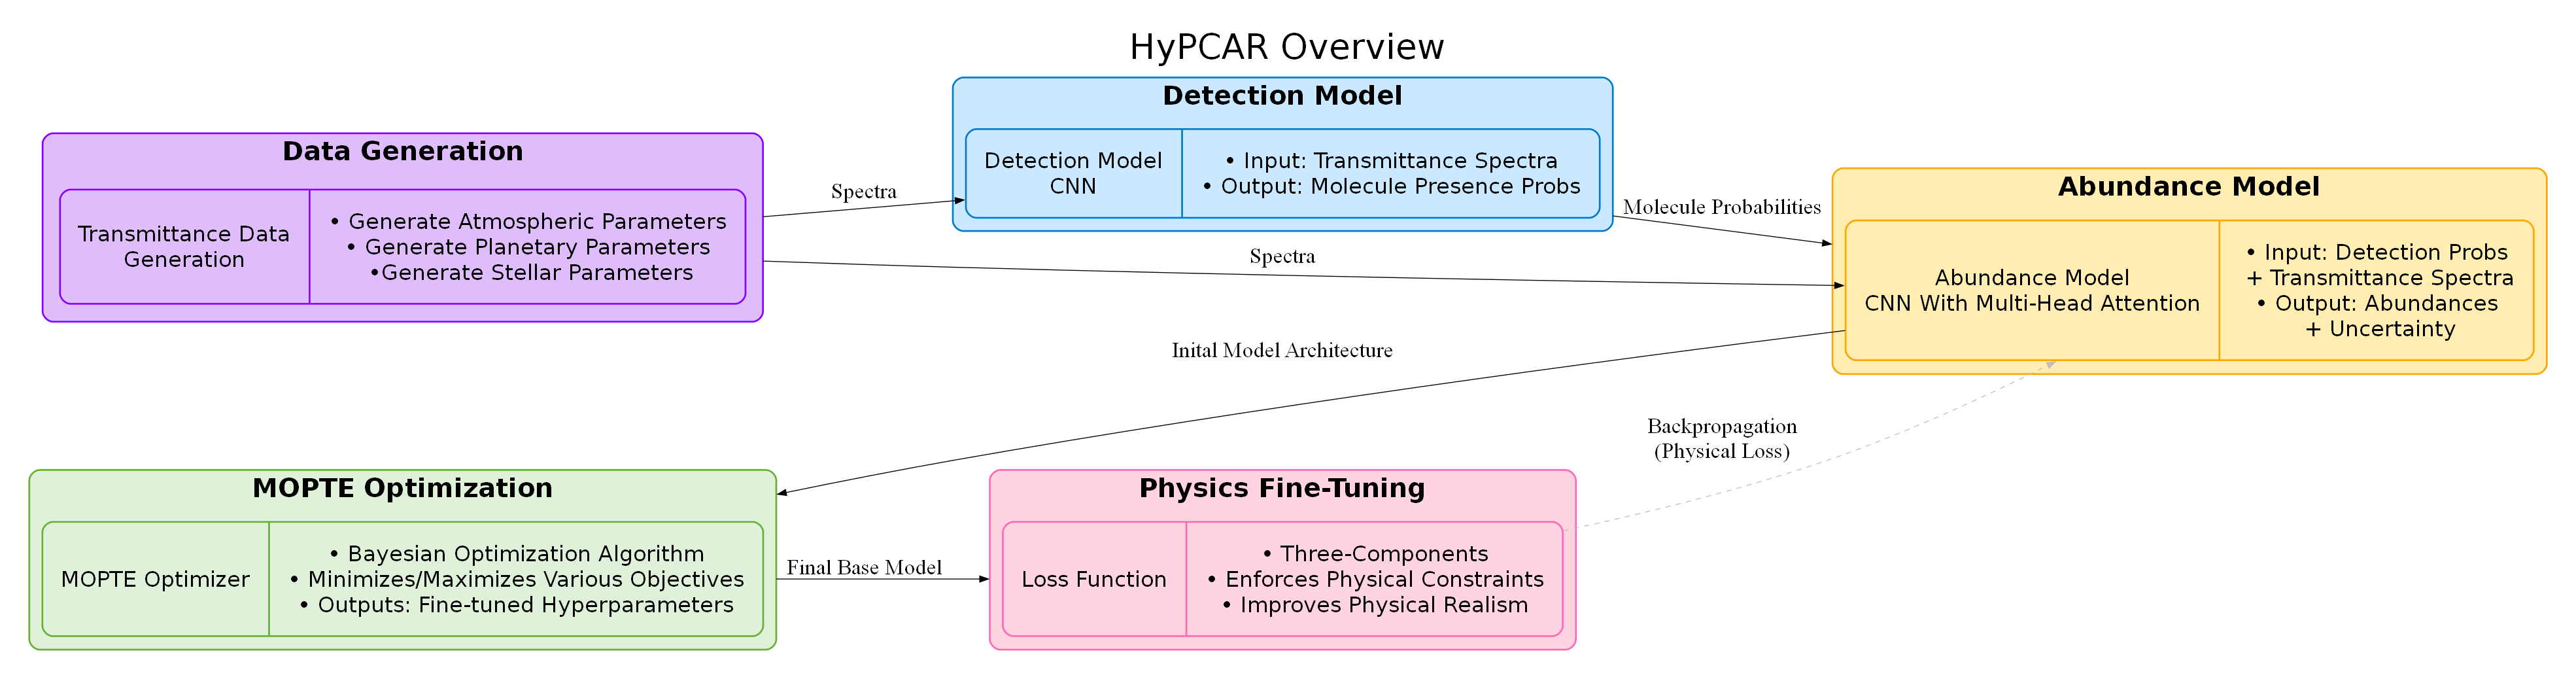 HyPCAR Overview
Data Generation
Transmittance Data
Generation
• Generate Atmospheric Parameters
• Generate Planetary Parameters
•Generate Stellar Parameters
Spectra
Detection Model
Detection Model
CNN
• Input: Transmittance Spectra
• Output: Molecule Presence Probs
Molecule Probabilities
Spectra
Abundance Model
Abundance Model
CNN With Multi-Head Attention
• Input: Detection Probs
+ Transmittance Spectra
• Output: Abundances
+ Uncertainty
Inital Model Architecture
Backpropagation
(Physical Loss)
MOPTE Optimization
MOPTE Optimizer
• Bayesian Optimization Algorithm
• Minimizes/Maximizes Various Objectives
• Outputs: Fine-tuned Hyperparameters
Final Base Model
Physics Fine-Tuning
Loss Function
• Three-Components
• Enforces Physical Constraints
• Improves Physical Realism